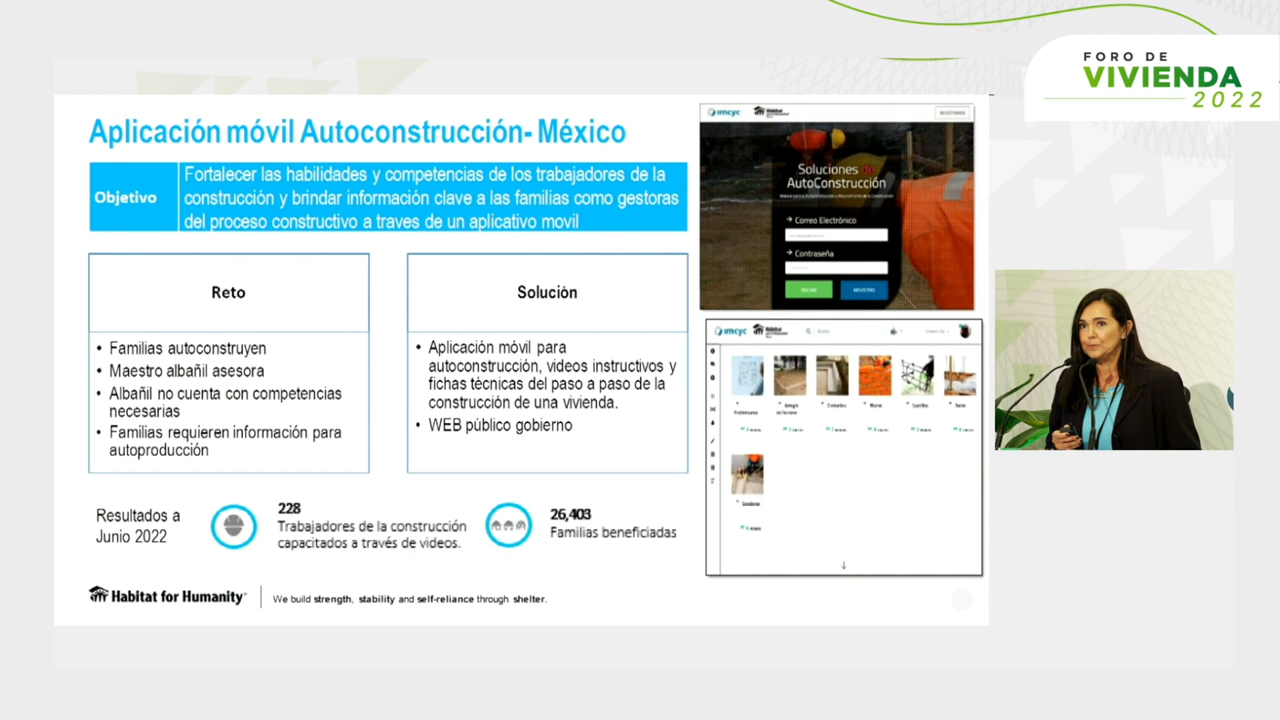 FORO DE
VIVIENDA
2022
Aplicación móvil Autoconstrucción- México
Objetivo
Fortalecer las habilidades y competencias de los trabajadores de la
construcción y brindar información clave a las familias como gestoras
del proceso constructivo a traves de un aplicativo movil
Reto
• Familias autoconstruyen
• Maestro albañil asesora
• Albañil no cuenta con competencias
necesarias
• Familias requieren información para
autoproducción
Solución
• Aplicación móvil para
autoconstrucción, videos instructivos y
fichas técnicas del paso a paso de la
construcción de una vivienda.
• WEB público gobierno
Resultados a
Junio 2022
228
Trabajadores de la construcción
capacitados a través de videos.
26,403
Familias beneficiadas
Habitat for Humanity
We build strength, stability and self-reliance through shelter.
imcyc
Soluciones de
AutoConstrucción
Correo Electrónico
Contraseña
imcyc